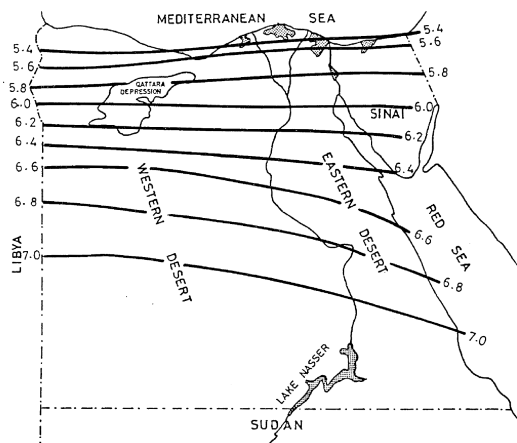 MEDITERRANEAN SEA
5.4
5.6
5.8
6.0
6.2
6.4
6.6
6.8
7.0
5.4
5.6
5.8
6.0
6.2
6.4
6.6
6.8
7.0
QATTARA
DEPRESSION
SINAI
WESTERN
DESERT
EASTERN
DESERT
RED SEA
LIBYA
LAKE NASSER
SUDAN